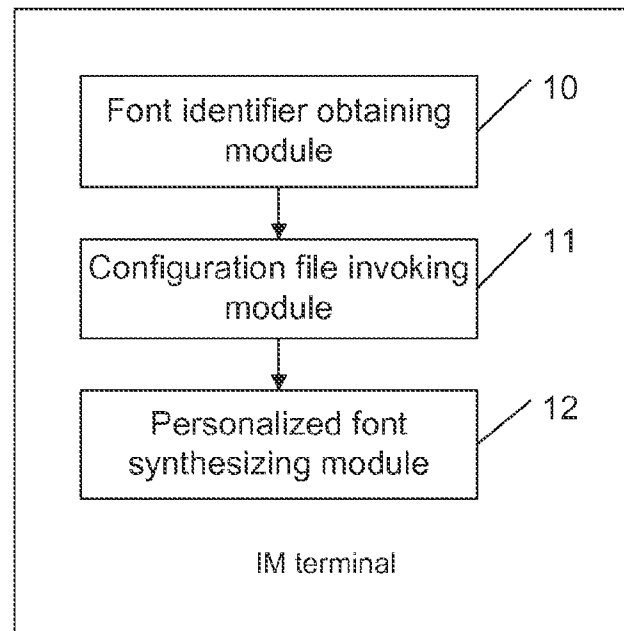 Font identifier obtaining
module
10
Configuration file invoking
module
11
Personalized font
synthesizing module
12
IM terminal